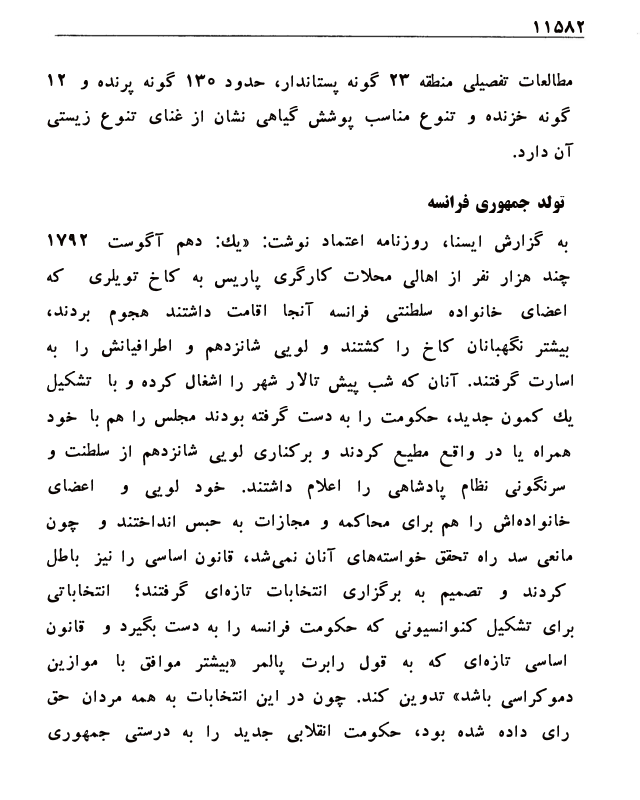 ۱۱۵۸۲
مطالعات تفصیلی منطقه ۲۳ گونه پستاندار، حدود ۱۳۰ گونه پرنده و ۱۲
گونه خزنده و تنوع مناسب پوشش گیاهی نشان از غنای تنوع زیستی
آن دارد.
تولد جمهوری فرانسه
به گزارش ایسنا، روزنامه اعتماد نوشت: «یك: دهم آگوست ۱۷۹۲
چند هزار نفر از اهالی محلات کارگری پاریس به کاخ تویلری که
اعضای خانواده سلطنتی فرانسه آنجا اقامت داشتند هجوم بردند،
بیشتر نگهبانان کاخ را کشتند و لویی شانزدهم و اطرافیانش را به
اسارت گرفتند. آنان که شب پیش تالار شهر را اشغال کرده و با تشکیل
یك کمون جدید، حکومت را به دست گرفته بودند مجلس را هم با خود
همراه یا در واقع مطیع کردند و برکناری لویی شانزدهم از سلطنت و
سرنگونی نظام پادشاهی را اعلام داشتند. خود لویی و اعضای
خانواده‌اش را هم برای محاکمه و مجازات به حبس انداختند و چون
مانعی سد راه تحقق خواسته‌های آنان نمی‌شد، قانون اساسی را نیز باطل
کردند و تصمیم به برگزاری انتخابات تازه‌ای گرفتند؛ انتخاباتی
برای تشکیل کنوانسیونی که حکومت فرانسه را به دست بگیرد و قانون
اساسی تازه‌ای که به قول رابرت پالمر «بیشتر موافق با موازین
دموکراسی باشد» تدوین کند. چون در این انتخابات به همه مردان حق
رای داده شده بود، حکومت انقلابی جدید را به درستی جمهوری